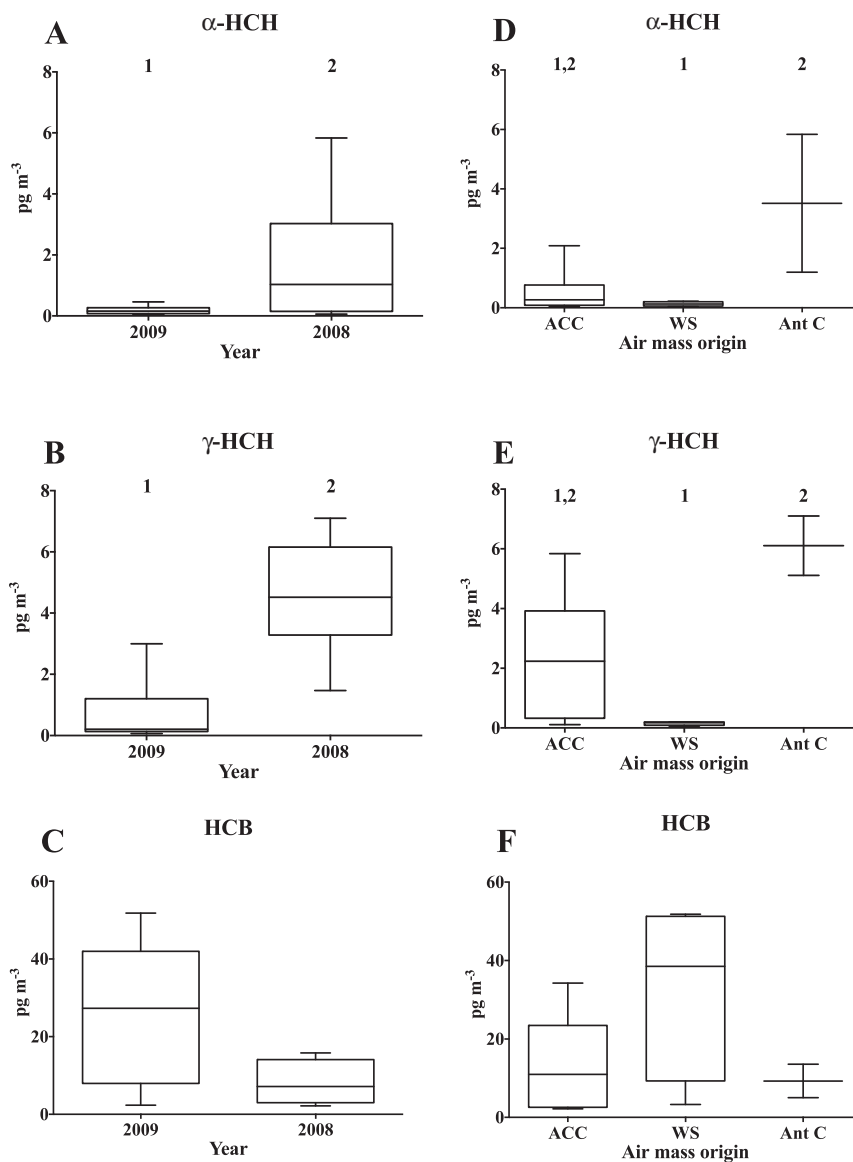 A
α-HCH
1
2
8
6
4
2
0
pg m⁻³
2009
2008
Year
D
α-HCH
1,2
1
2
8
6
4
2
0
pg m⁻³
ACC
WS
Ant C
Air mass origin
B
γ-HCH
1
2
8
6
4
2
0
pg m⁻³
2009
2008
Year
E
γ-HCH
1,2
1
2
8
6
4
2
0
pg m⁻³
ACC
WS
Ant C
Air mass origin
C
HCB
60
40
20
0
pg m⁻³
2009
2008
Year
F
HCB
60
40
20
0
pg m⁻³
ACC
WS
Ant C
Air mass origin